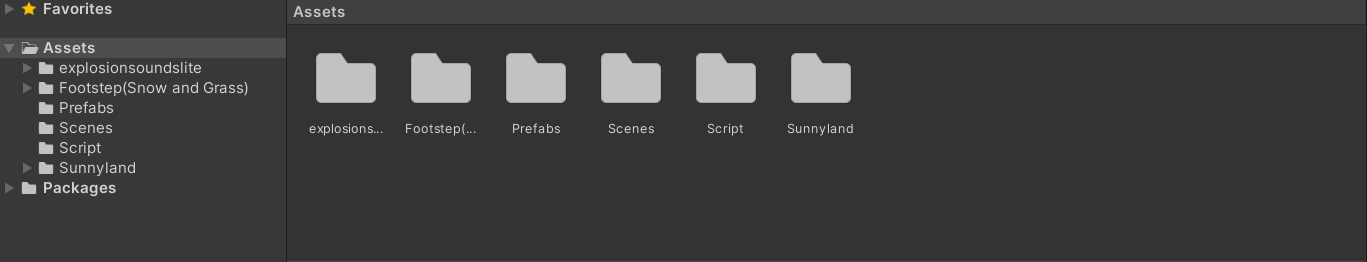 Favorites
Assets
explosionsoundslite
Footstep(Snow and Grass)
Prefabs
Scenes
Script
Sunnyland
Packages
Assets
explosions...
Footstep(...
Prefabs
Scenes
Script
Sunnyland